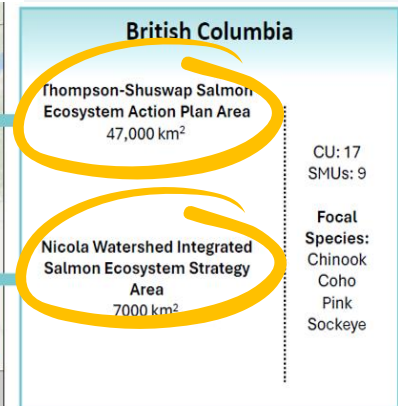 British Columbia
Thompson-Shuswap Salmon
Ecosystem Action Plan Area
47,000 km²
Nicola Watershed Integrated
Salmon Ecosystem Strategy
Area
7000 km²
CU: 17
SMUs: 9
Focal
Species:
Chinook
Coho
Pink
Sockeye